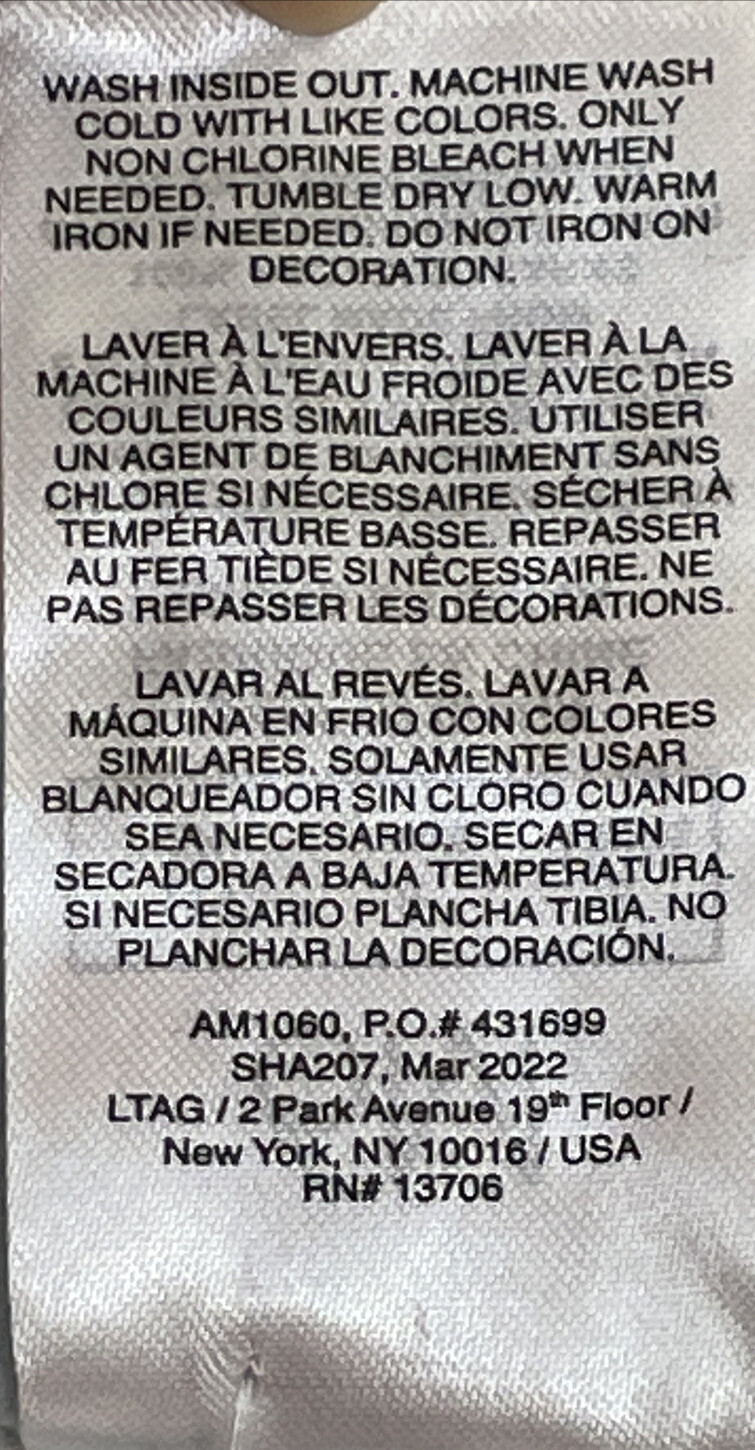 WASH INSIDE OUT. MACHINE WASH
COLD WITH LIKE COLORS. ONLY
NON CHLORINE BLEACH WHEN
NEEDED. TUMBLE DRY LOW. WARM
IRON IF NEEDED. DO NOT IRON ON
DECORATION.
LAVER À L'ENVERS. LAVER À LA
MACHINE À L'EAU FROIDE AVEC DES
COULEURS SIMILAIRES. UTILISER
UN AGENT DE BLANCHIMENT SANS
CHLORE SI NÉCESSAIRE. SÉCHER À
TEMPÉRATURE BASSE. REPASSER
AU FER TIÈDE SI NÉCESSAIRE. NE
PAS REPASSER LES DÉCORATIONS.
LAVAR AL REVÉS. LAVAR A
MÁQUINA EN FRIO CON COLORES
SIMILARES. SOLAMENTE USAR
BLANQUEADOR SIN CLORO CUANDO
SEA NECESARIO. SECAR EN
SECADORA A BAJA TEMPERATURA.
SI NECESARIO PLANCHA TIBIA. NO
PLANCHAR LA DECORACIÓN.
AM1060, P.O.# 431699
SHA207, Mar 2022
LTAG / 2 Park Avenue 19th Floor /
New York, NY 10016 / USA
RN# 13706